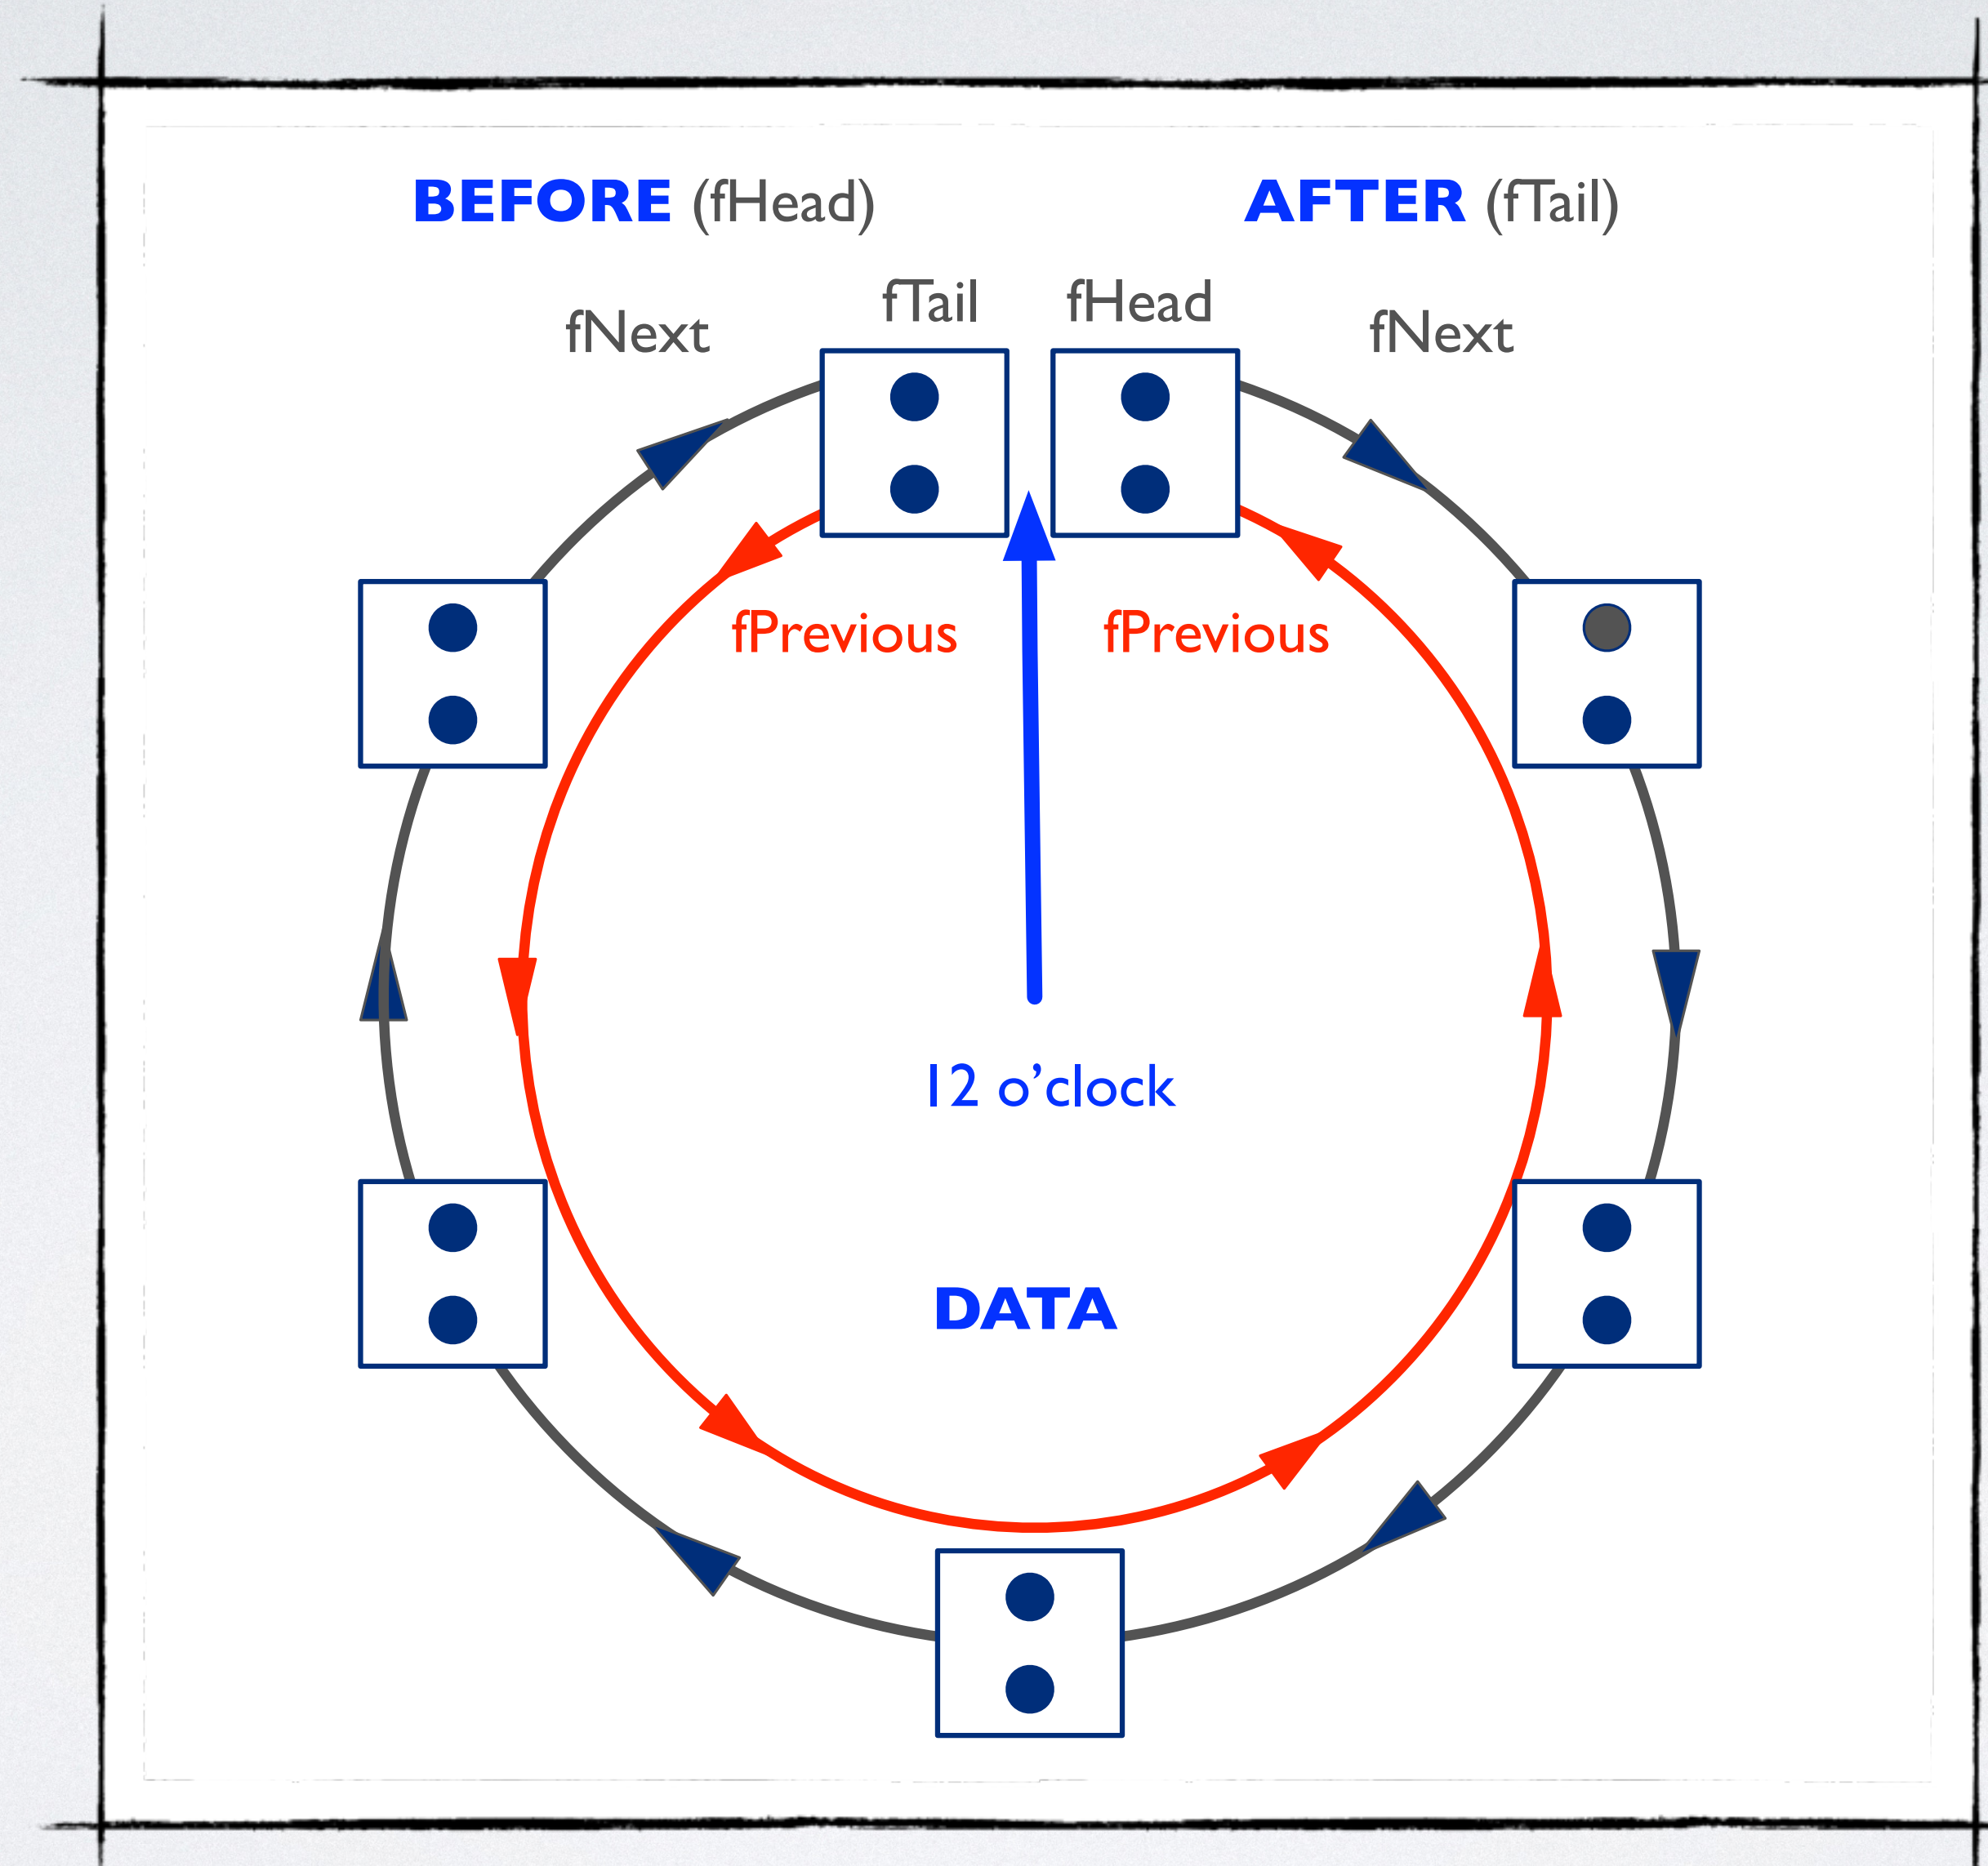 BEFORE (fHead)
AFTER (fTail)
fNext
fTail
fHead
fNext
fPrevious
fPrevious
12 o’clock
DATA